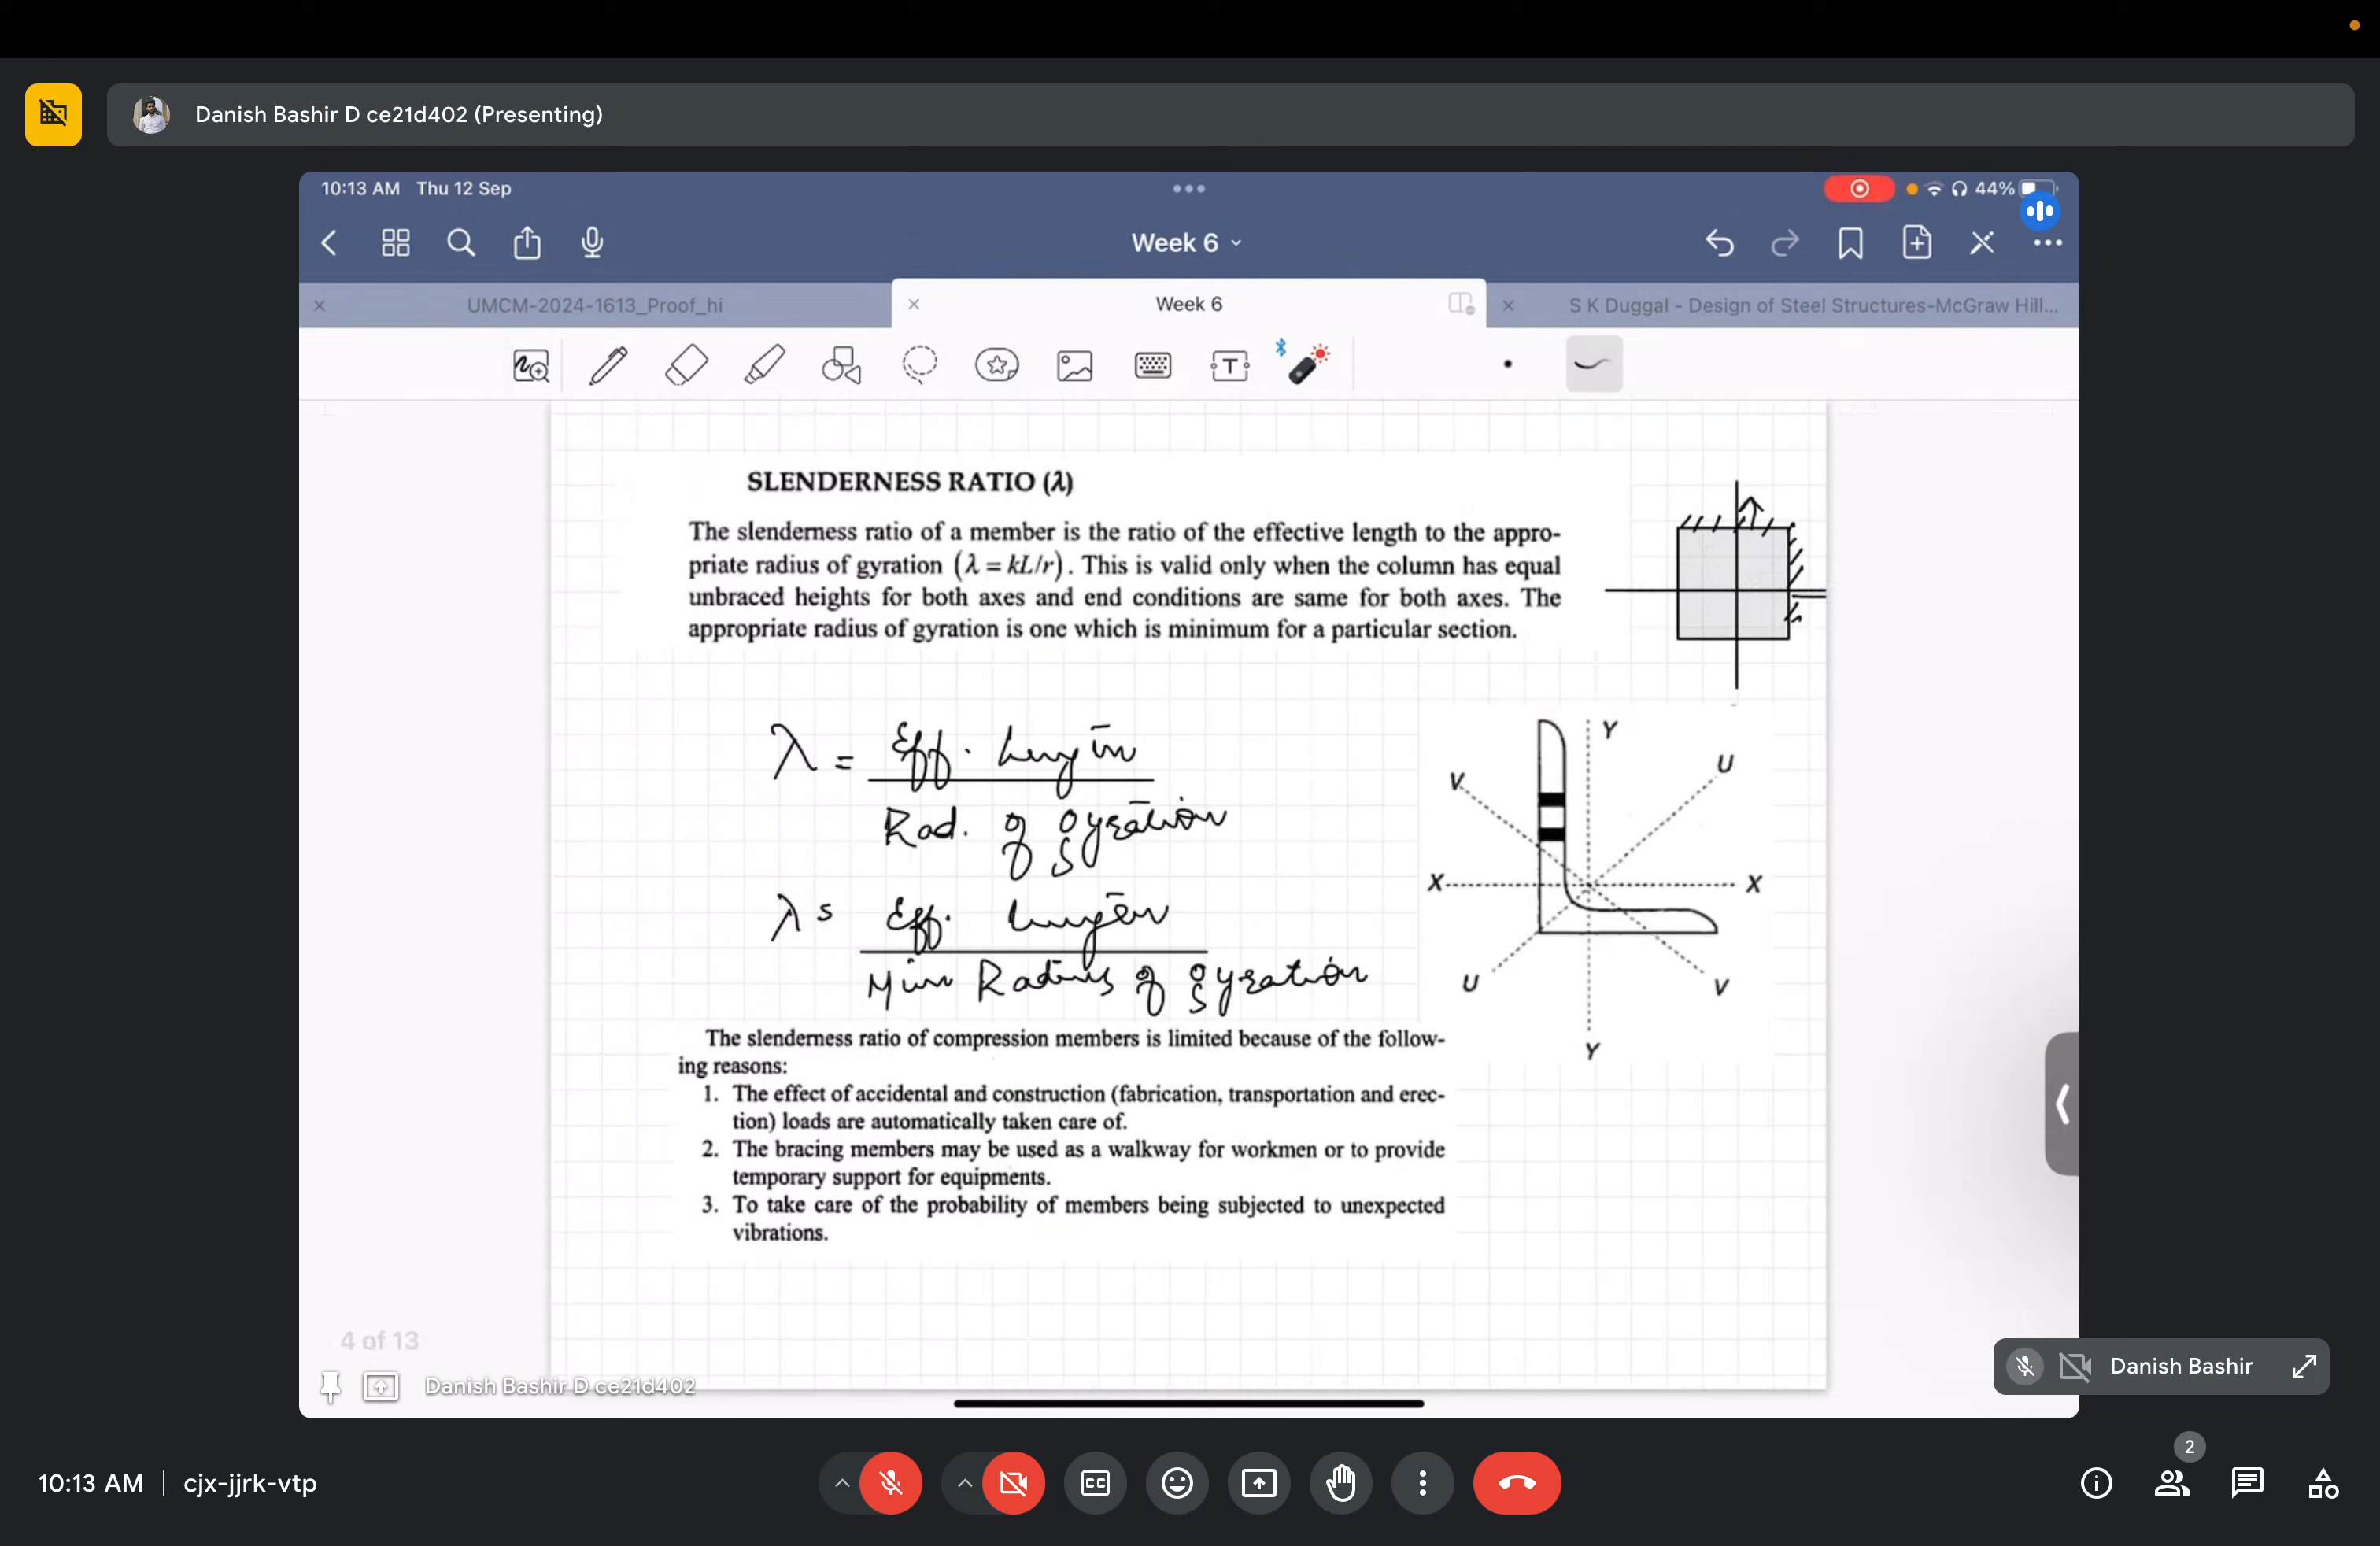 Danish Bashir D ce21d402 (Presenting)
10:13 AM Thu 12 Sep
44%
Week 6
UMCM-2024-1613_Proof_hi
Week 6
S K Duggal - Design of Steel Structures-McGraw Hill...
T
SLENDERNESS RATIO (λ)
The slenderness ratio of a member is the ratio of the effective length to the appro-
priate radius of gyration (λ = kL/r). This is valid only when the column has equal
unbraced heights for both axes and end conditions are same for both axes. The
appropriate radius of gyration is one which is minimum for a particular section.
λ = Eff. length
Rad. of gyration
λ = Eff. length
Min Radius of gyration
Y
U
V
X
X
U
V
Y
The slenderness ratio of compression members is limited because of the follow-
ing reasons:
1. The effect of accidental and construction (fabrication, transportation and erec-
tion) loads are automatically taken care of.
2. The bracing members may be used as a walkway for workmen or to provide
temporary support for equipments.
3. To take care of the probability of members being subjected to unexpected
vibrations.
4 of 13
Danish Bashir D ce21d402
Danish Bashir
10:13 AM | cjx-jjrk-vtp
CC
2